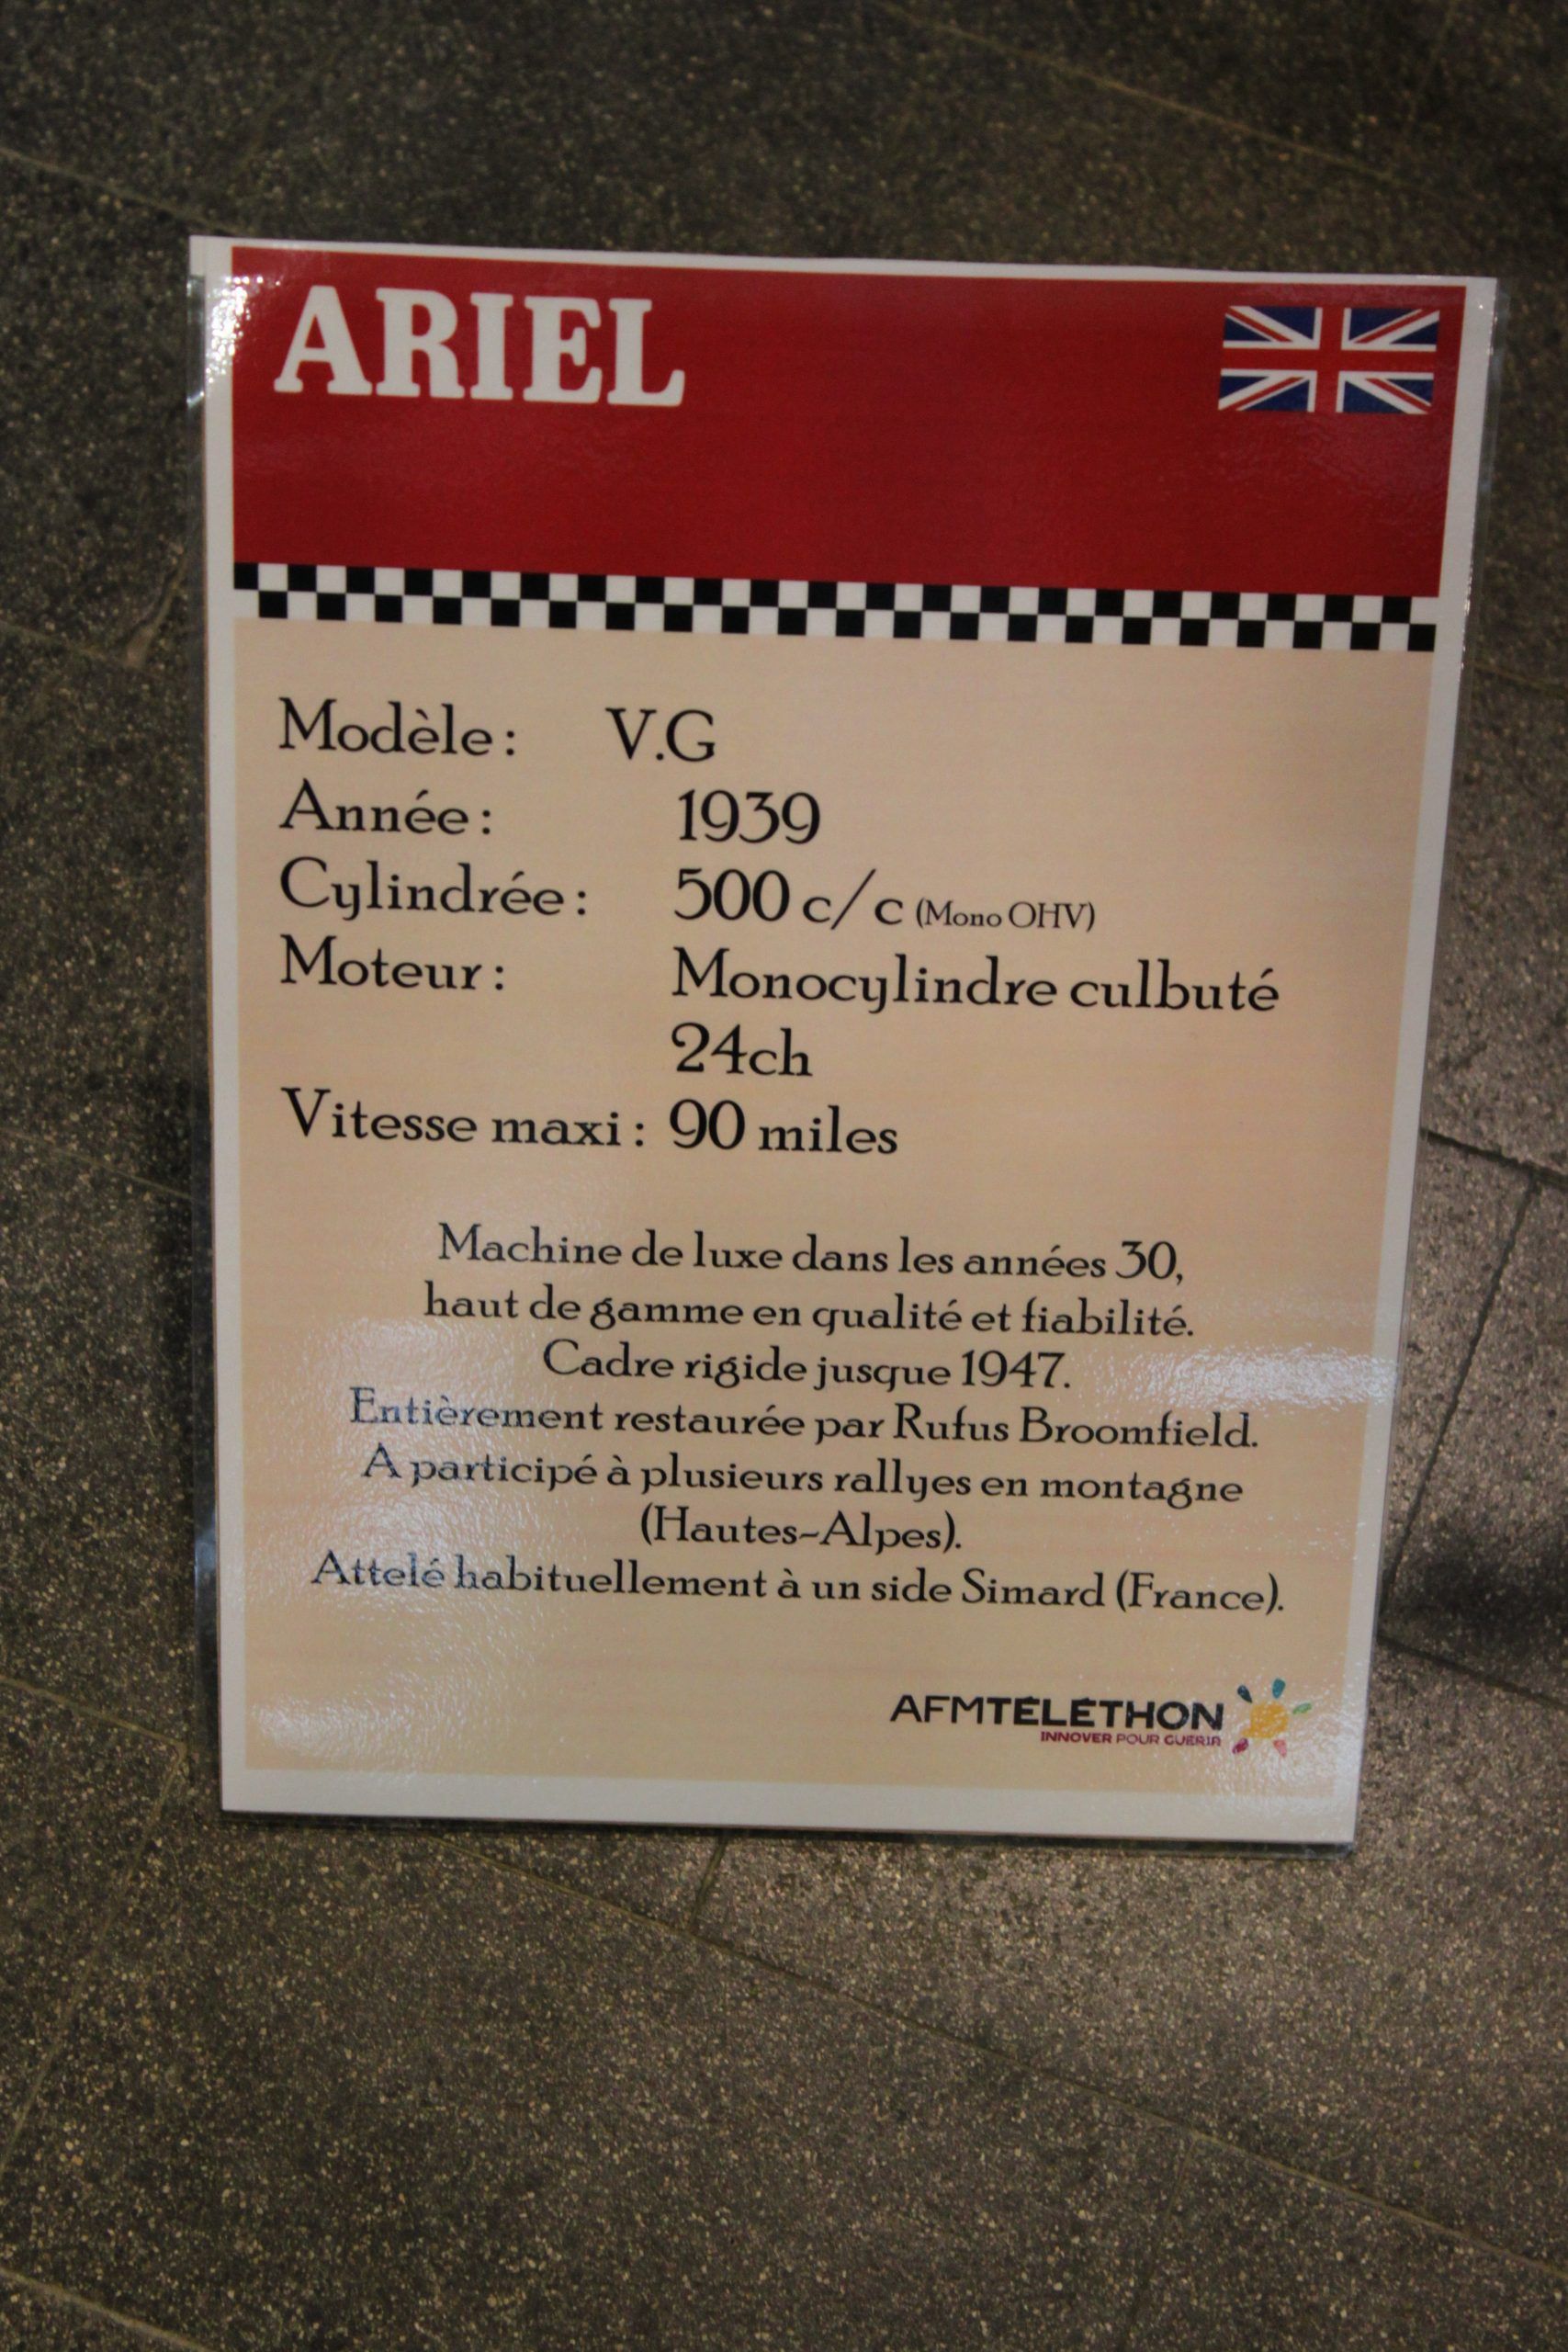 ARIEL
Modèle : V.G
Année : 1939
Cylindrée : 500 c/c (Mono OHV)
Moteur : Monocylindre culbuté
24ch
Vitesse maxi : 90 miles
Machine de luxe dans les années 30,
haut de gamme en qualité et fiabilité.
Cadre rigide jusque 1947.
Entièrement restaurée par Rufus Broomfield.
A participé à plusieurs rallyes en montagne
(Hautes-Alpes).
Attelé habituellement à un side Simard (France).
AFMTÉLÉTHON
INNOVER POUR GUÉRIR